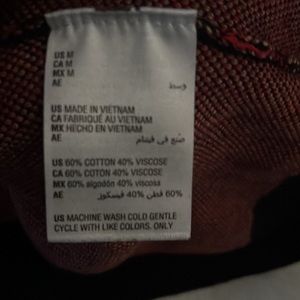 US M
CA M
MX M
AE وسط
US MADE IN VIETNAM
CA FABRIQUÉ AU VIETNAM
MX HECHO EN VIETNAM
AE صنع في فيتنام
US 60% COTTON 40% VISCOSE
CA 60% COTON 40% VISCOSE
MX 60% algodón 40% viscosa
AE 60% قطن 40% فيسكوز
US MACHINE WASH COLD GENTLE
CYCLE WITH LIKE COLORS. ONLY